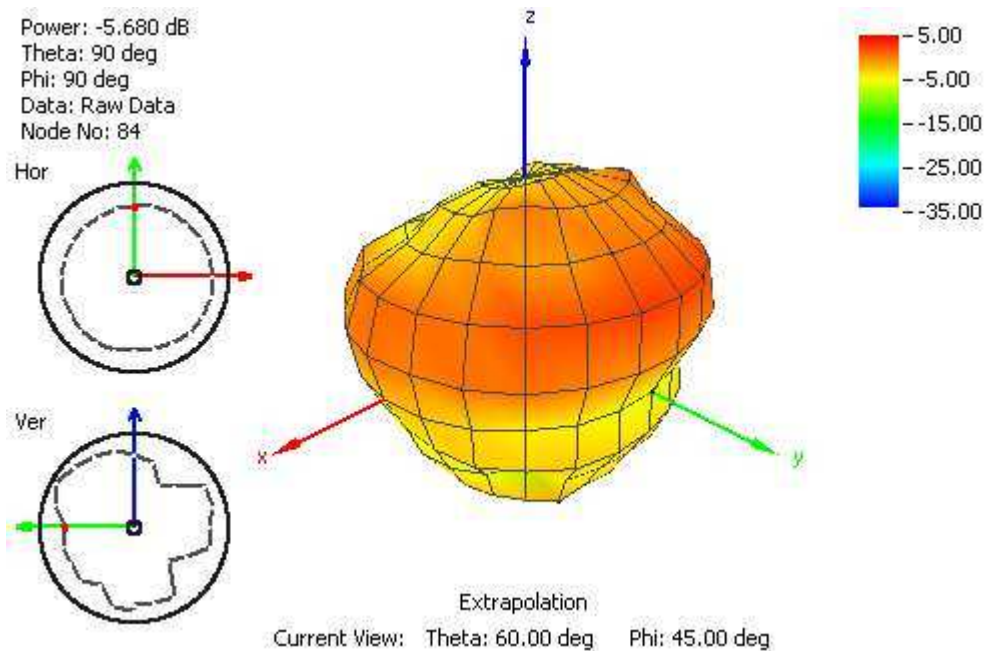 Power: -5.680 dB
Theta: 90 deg
Phi: 90 deg
Data: Raw Data
Node No: 84
Hor
Ver
z
x
y
5.00
-5.00
-15.00
-25.00
-35.00
Extrapolation
Current View: Theta: 60.00 deg Phi: 45.00 deg